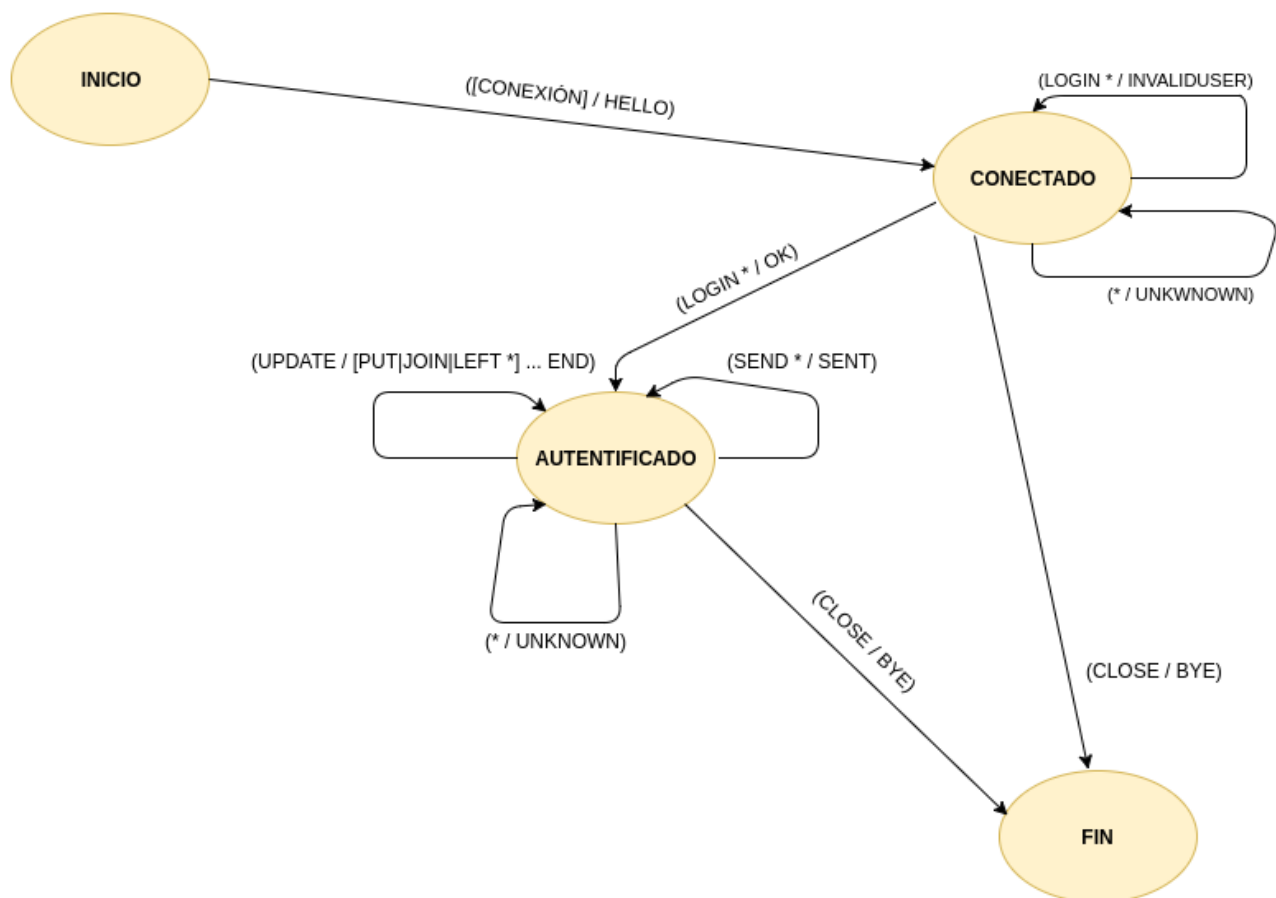 INICIO
([CONEXIÓN] / HELLO)
(LOGIN * / INVALIDUSER)
CONECTADO
(LOGIN * / OK)
(* / UNKWNOWN)
(UPDATE / [PUT|JOIN|LEFT *] ... END)
(SEND * / SENT)
AUTENTIFICADO
(* / UNKNOWN)
(CLOSE / BYE)
(CLOSE / BYE)
FIN